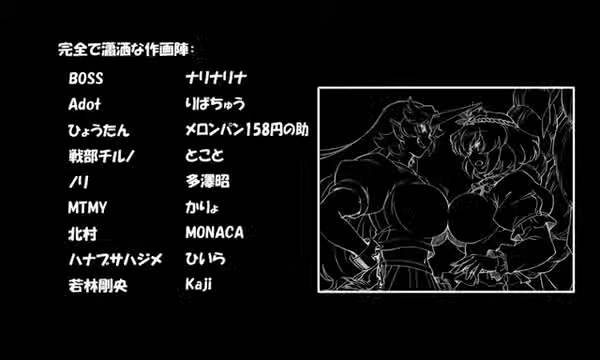 完全で瀟洒な作画陣:
BOSS ナリナリナ
Adot りばちゅう
ひょうたん メロンパン158円の助
戦部チルノ とこと
ノリ 多澤昭
MTMY かりょ
北村 MONACA
ハナブサハジメ ひいら
若林剛央 Kaji